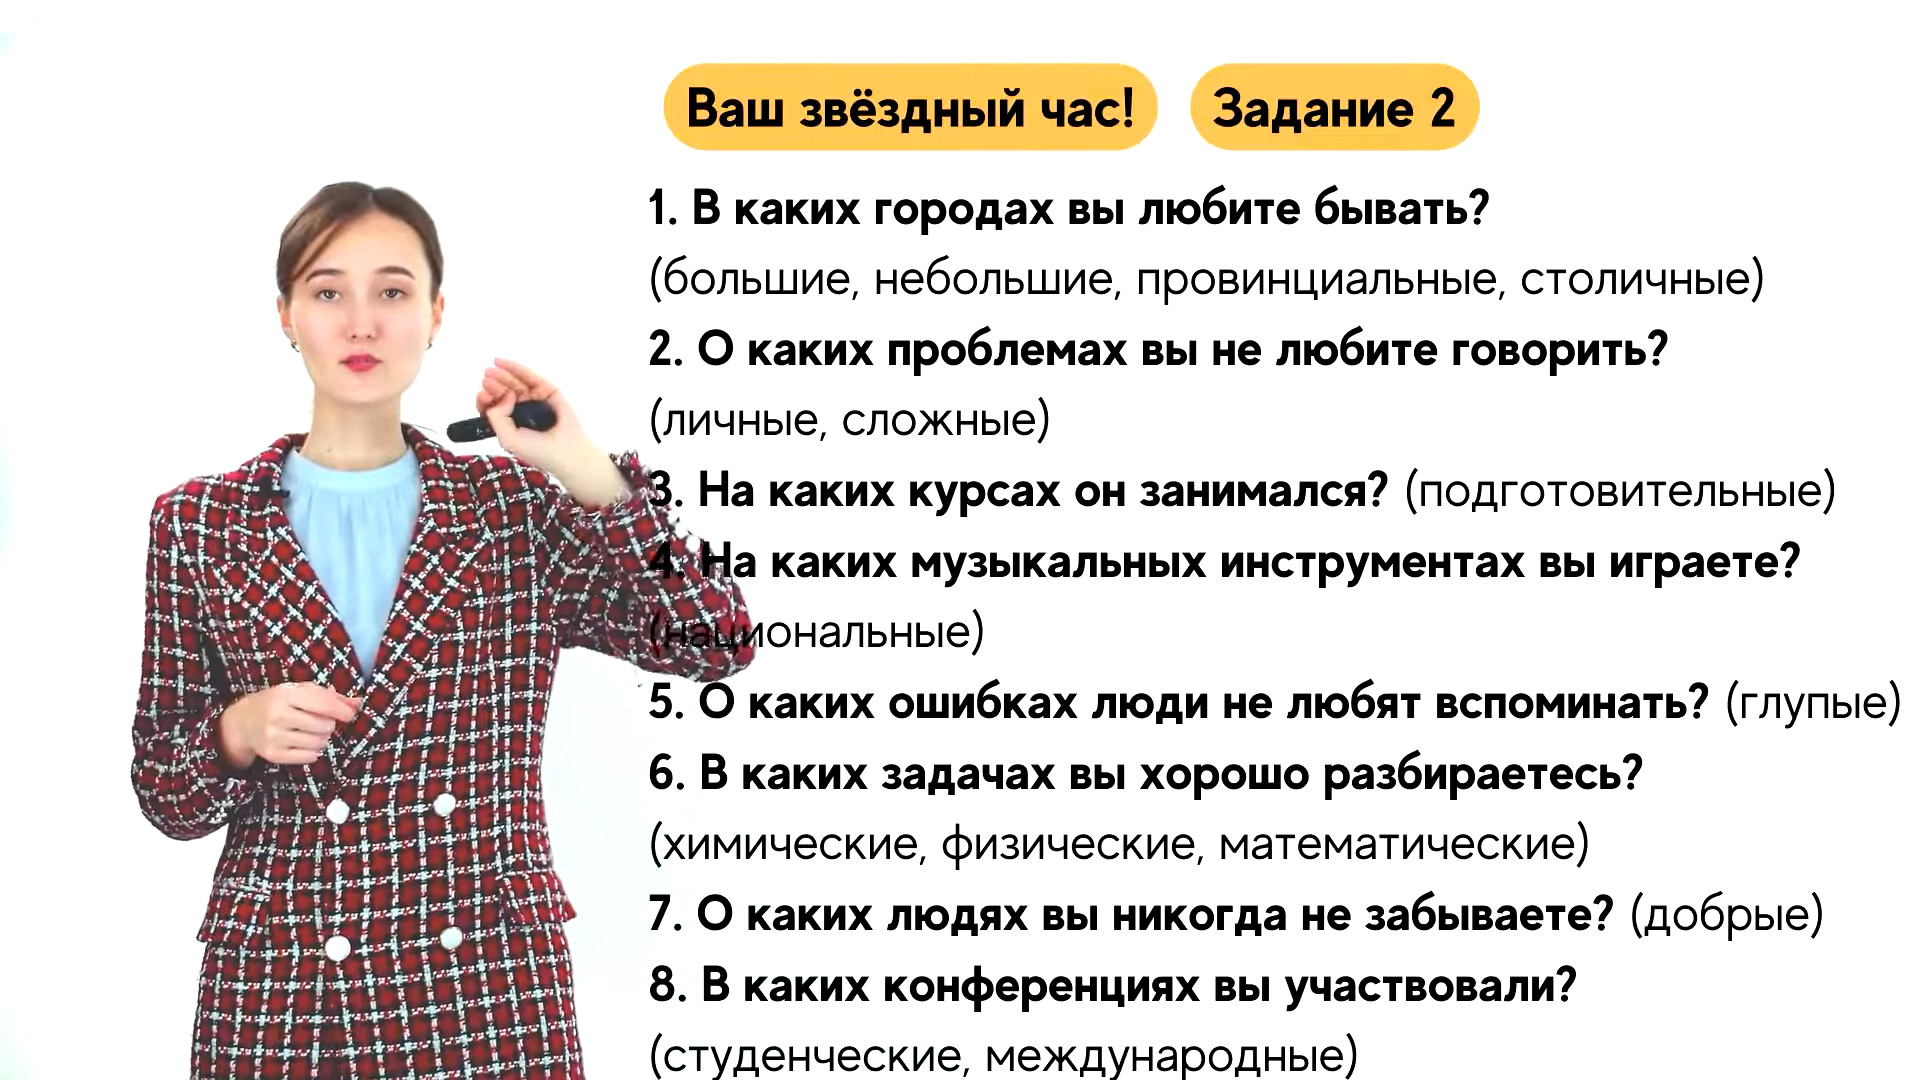 Ваш звёздный час! Задание 2
1. В каких городах вы любите бывать?
(большие, небольшие, провинциальные, столичные)
2. О каких проблемах вы не любите говорить?
(личные, сложные)
3. На каких курсах он занимался? (подготовительные)
4. На каких музыкальных инструментах вы играете?
(национальные)
5. О каких ошибках люди не любят вспоминать? (глупые)
6. В каких задачах вы хорошо разбираетесь?
(химические, физические, математические)
7. О каких людях вы никогда не забываете? (добрые)
8. В каких конференциях вы участвовали?
(студенческие, международные)